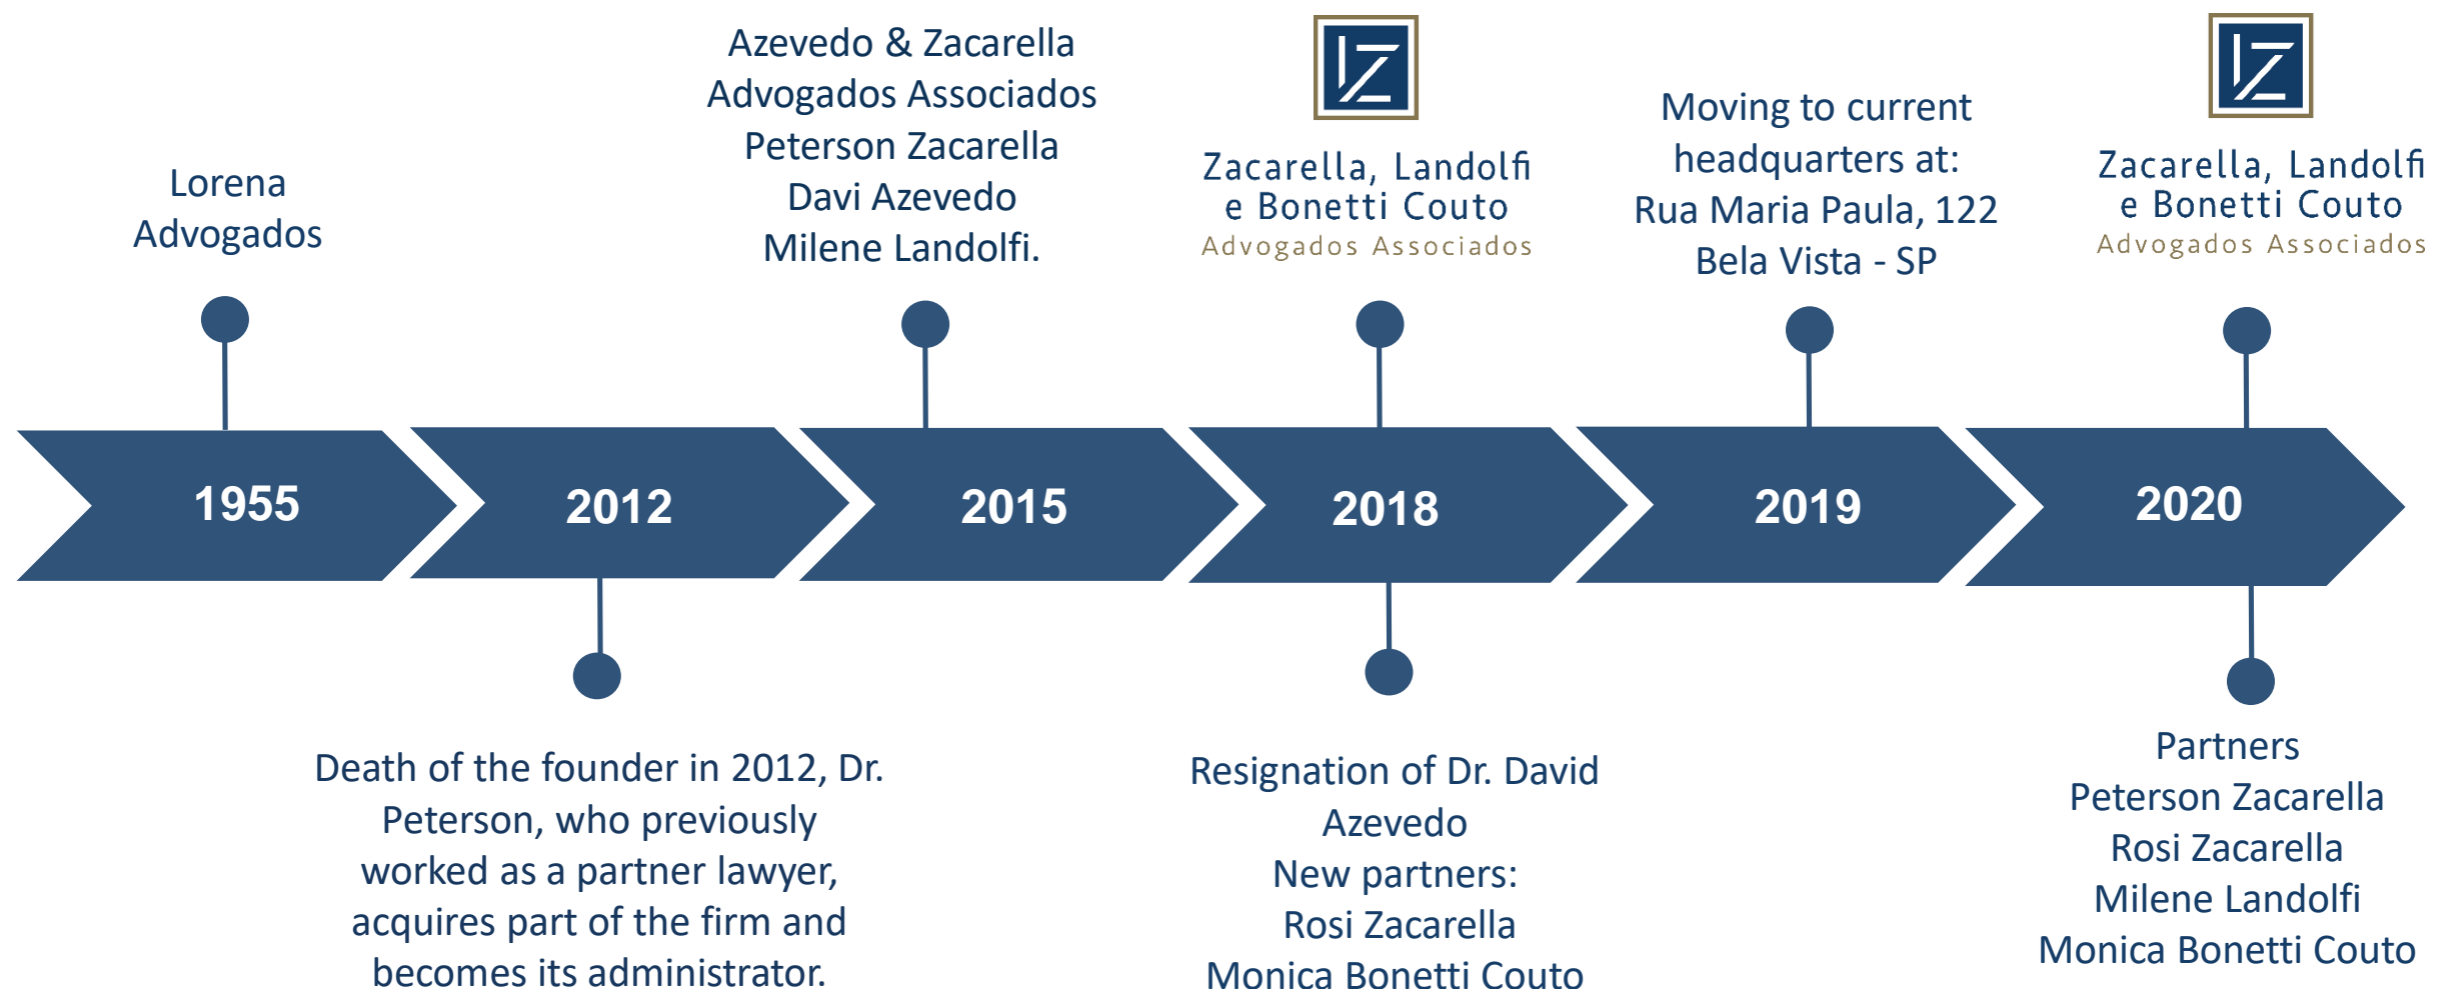 Lorena
Advogados
Azevedo & Zacarella
Advogados Associados
Peterson Zacarella
Davi Azevedo
Milene Landolfi.
Zacarella, Landolfi
e Bonetti Couto
Advogados Associados
Moving to current
headquarters at:
Rua Maria Paula, 122
Bela Vista - SP
Zacarella, Landolfi
e Bonetti Couto
Advogados Associados
1955
2012
2015
2018
2019
2020
Death of the founder in 2012, Dr.
Peterson, who previously
worked as a partner lawyer,
acquires part of the firm and
becomes its administrator.
Resignation of Dr. David
Azevedo
New partners:
Rosi Zacarella
Monica Bonetti Couto
Partners
Peterson Zacarella
Rosi Zacarella
Milene Landolfi
Monica Bonetti Couto